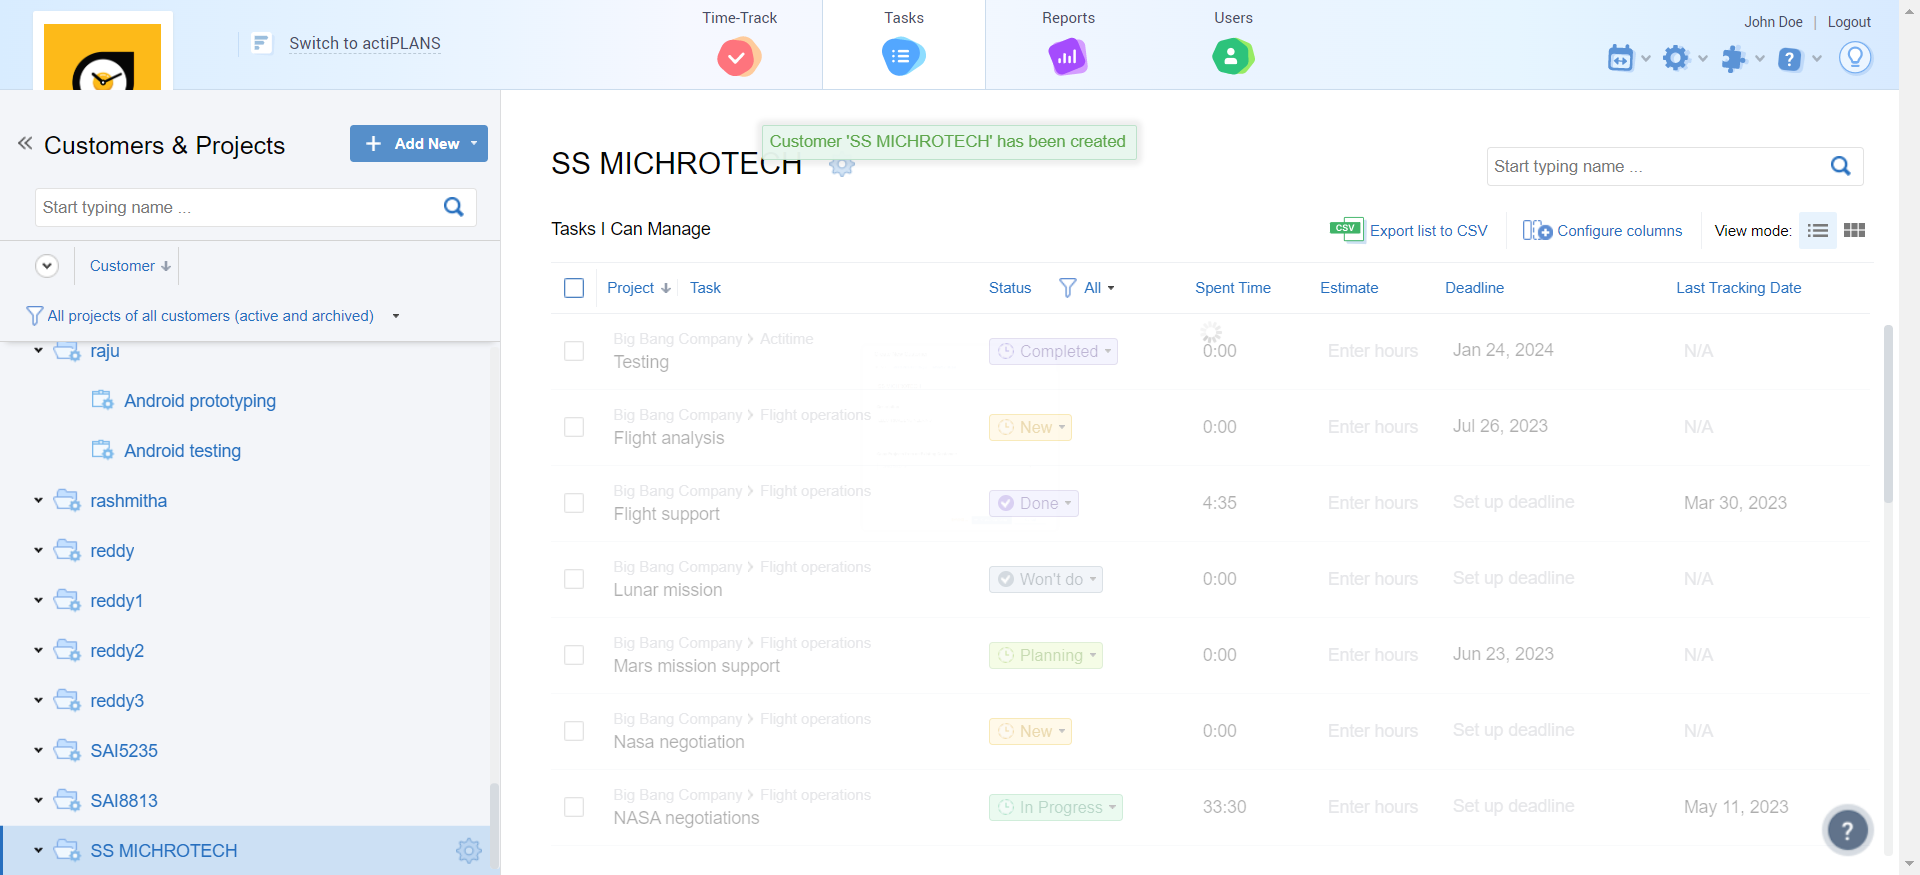 Switch to actiPLANS
Time-Track
Tasks
Reports
Users
John Doe | Logout
Customers & Projects
Add New
Start typing name ...
Customer
All projects of all customers (active and archived)
raju
Android prototyping
Android testing
rashmitha
reddy
reddy1
reddy2
reddy3
SAI5235
SAI8813
SS MICHROTECH
Customer 'SS MICHROTECH' has been created
SS MICHROTECH
Start typing name ...
Tasks I Can Manage
CSV Export list to CSV
Configure columns
View mode:
Project Task Status All Spent Time Estimate Deadline Last Tracking Date
Big Bang Company > Actitime
Testing Completed 0:00 Enter hours Jan 24, 2024 N/A
Big Bang Company > Flight operations
Flight analysis New 0:00 Enter hours Jul 26, 2023 N/A
Big Bang Company > Flight operations
Flight support Done 4:35 Enter hours Set up deadline Mar 30, 2023
Big Bang Company > Flight operations
Lunar mission Won't do 0:00 Enter hours Set up deadline N/A
Big Bang Company > Flight operations
Mars mission support Planning 0:00 Enter hours Jun 23, 2023 N/A
Big Bang Company > Flight operations
Nasa negotiation New 0:00 Enter hours Set up deadline N/A
Big Bang Company > Flight operations
NASA negotiations In Progress 33:30 Enter hours Set up deadline May 11, 2023
?